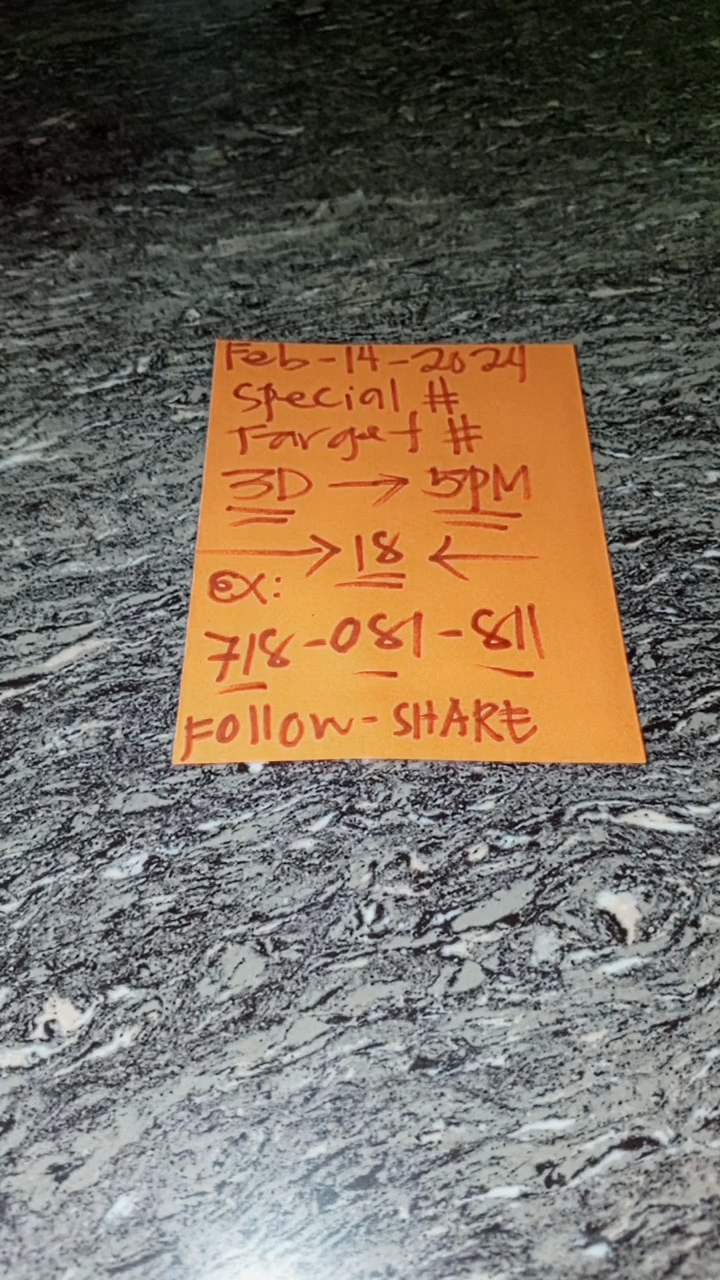 Feb-14-2024
Special #
Target #
3D → 5PM
→ 18 ←
EX:
718-081-811
Follow-SHARE